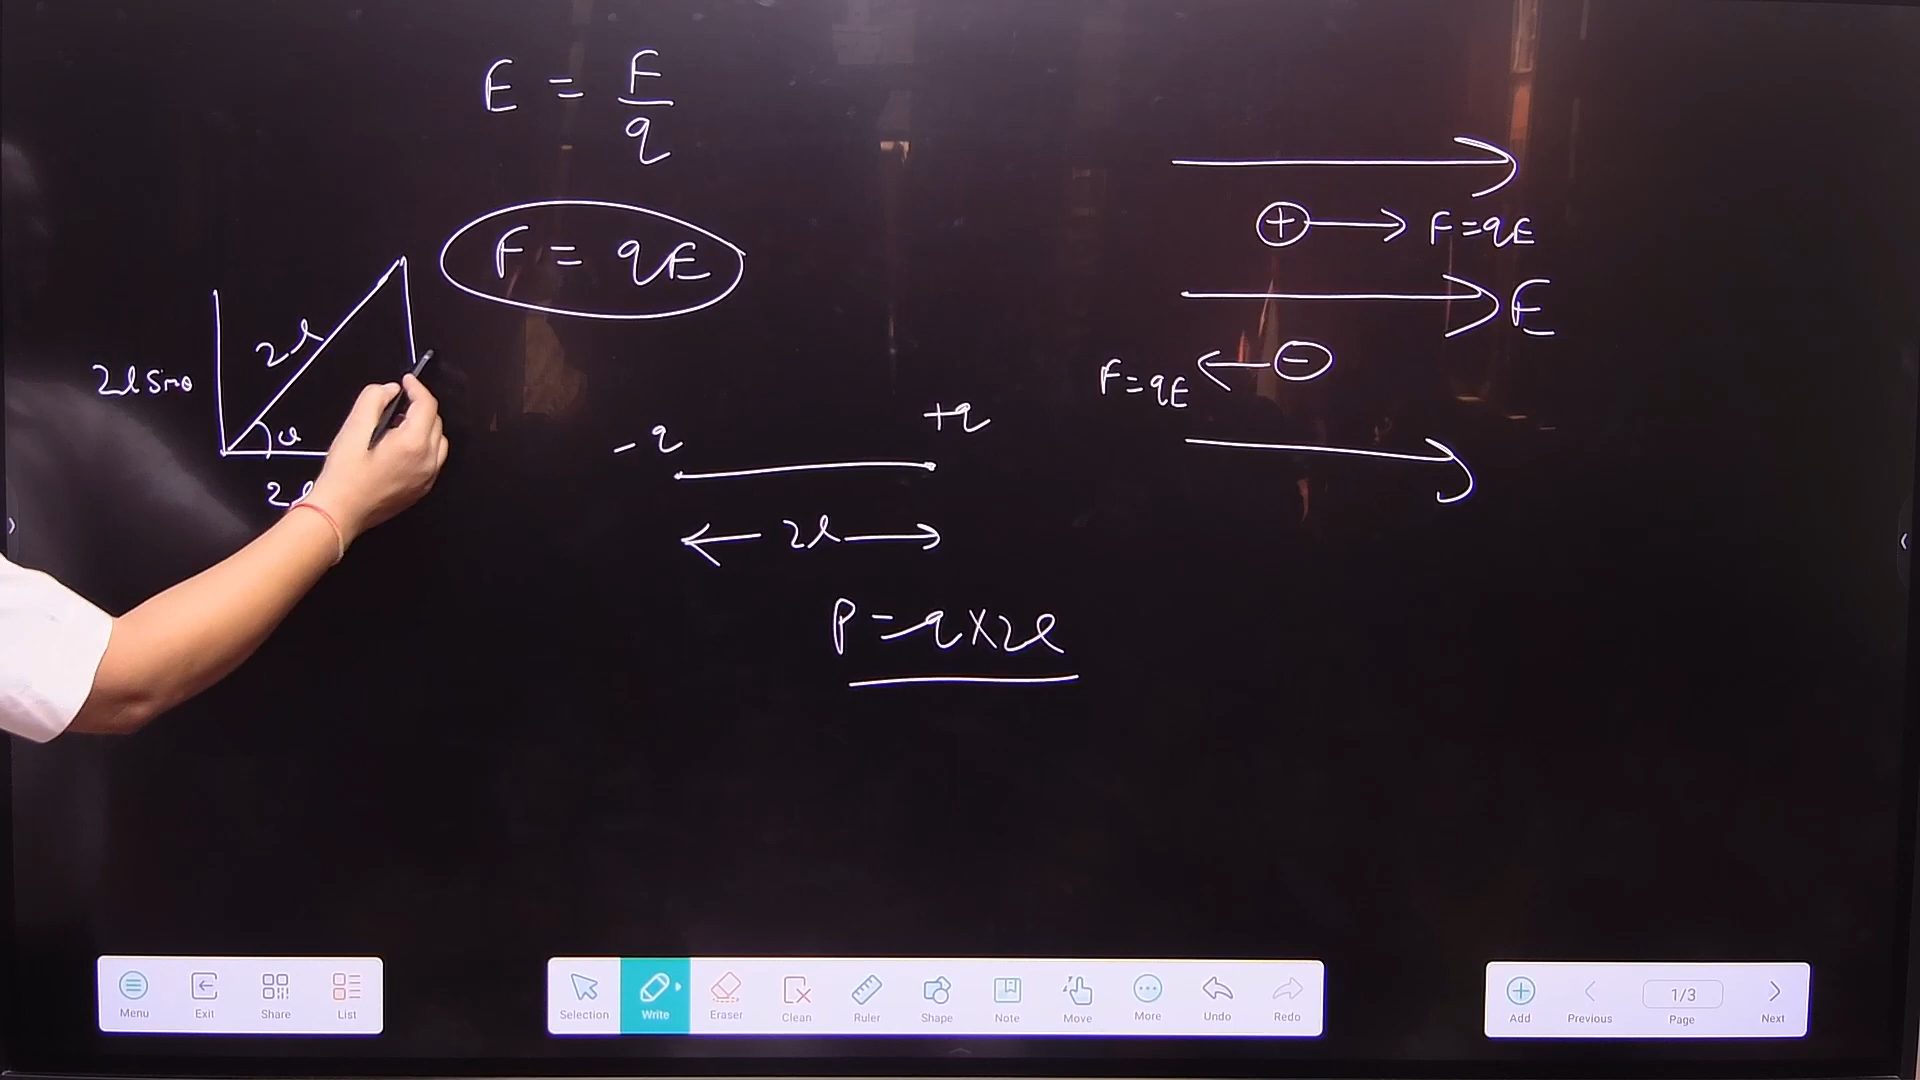 E = F/q
F = qE
2l
2l Sinθ
θ
2l
-q
+q
2l
P = q×2l
+ F = qE
E
F = qE -
Menu
Exit
Share
List
Selection
Write
Eraser
Clean
Ruler
Shape
Note
Move
More
Undo
Redo
Add
Previous
1/3
Page
Next